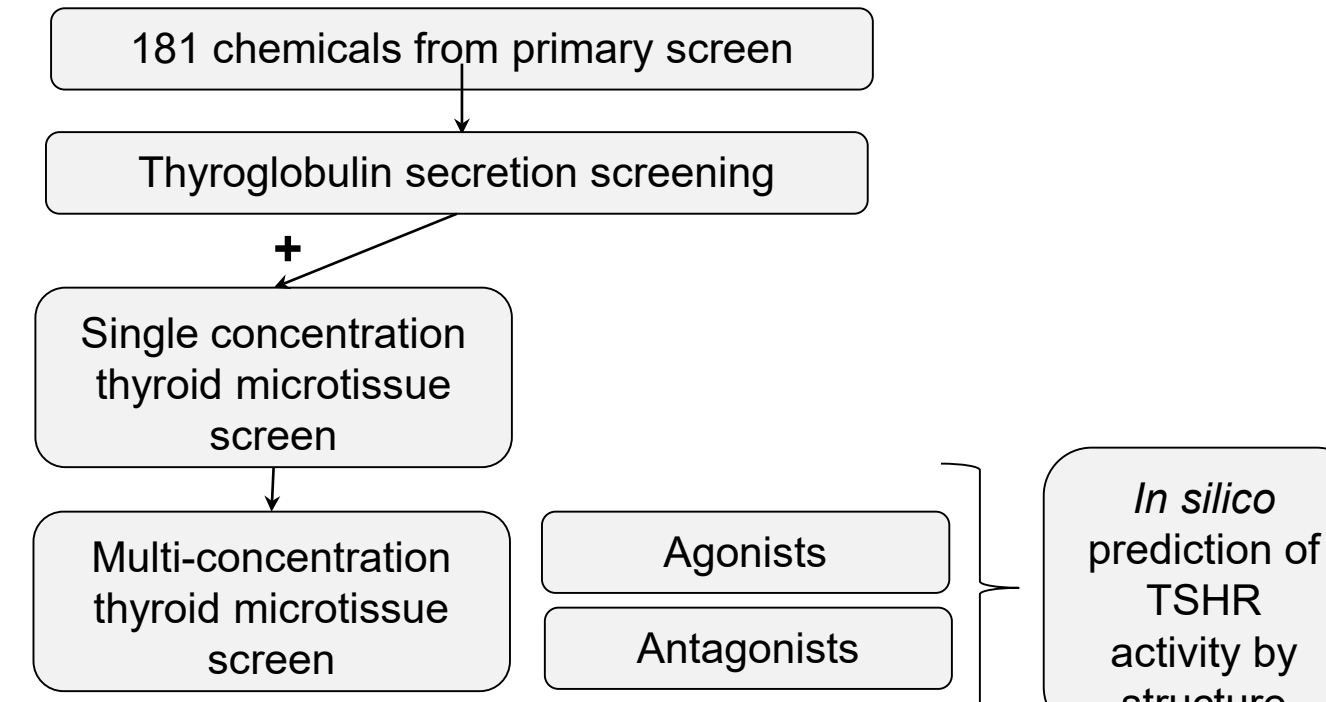 181 chemicals from primary screen
Thyroglobulin secretion screening
+
Single concentration
thyroid microtissue
screen
Multi-concentration
thyroid microtissue
screen
Agonists
Antagonists
In silico
prediction of
TSHR
activity by
structure